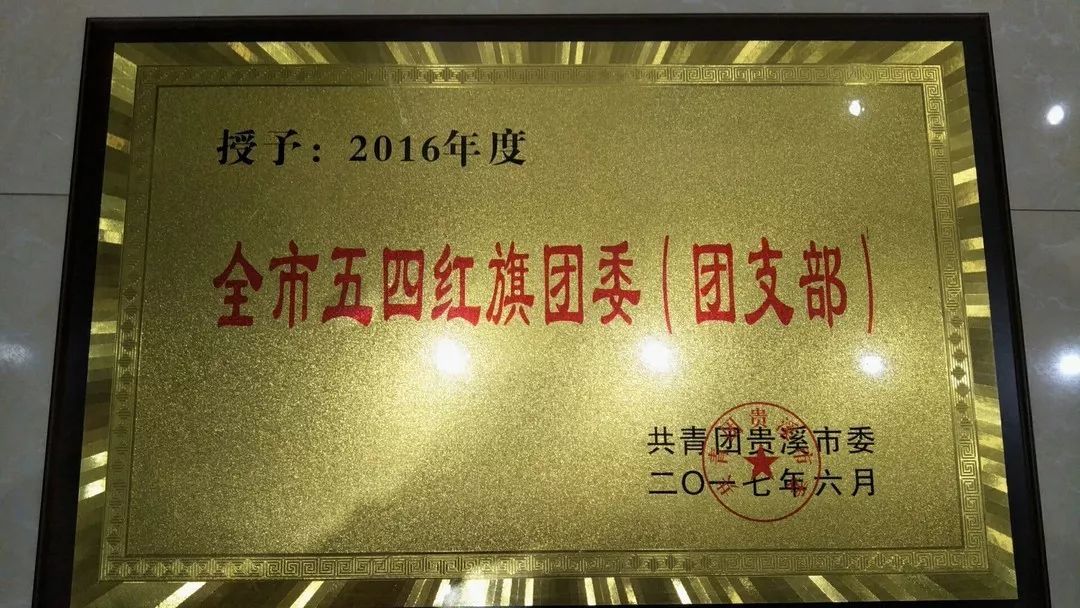 授予：2016年度
全市五四红旗团委（团支部）
共青团贵溪市委
二〇一七年六月